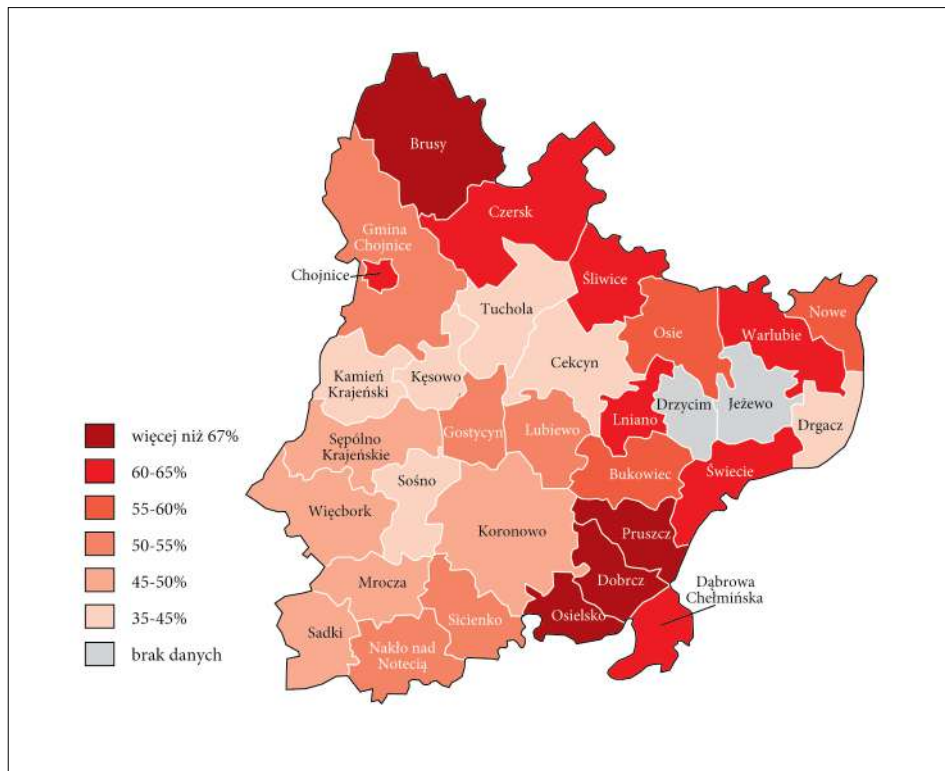 Brusy
Czersk
Gmina
Chojnice
Chojnice
Śliwice
Tuchola
Nowe
Osie
Warlubie
Cekcyn
Kamień
Krajeński
Kęsowo
Drzycim
Jeżewo
Lniano
Drgacz
Gostycyn
Lubiewo
Sępólno
Krajeńskie
Bukowiec
Świecie
Sośno
Więcbork
Koronowo
Pruszcz
Dobrcz
Dąbrowa
Chełmińska
Mrocza
Osielsko
Sicienko
Sadki
Nakło nad
Notecią
więcej niż 67%
60-65%
55-60%
50-55%
45-50%
35-45%
brak danych